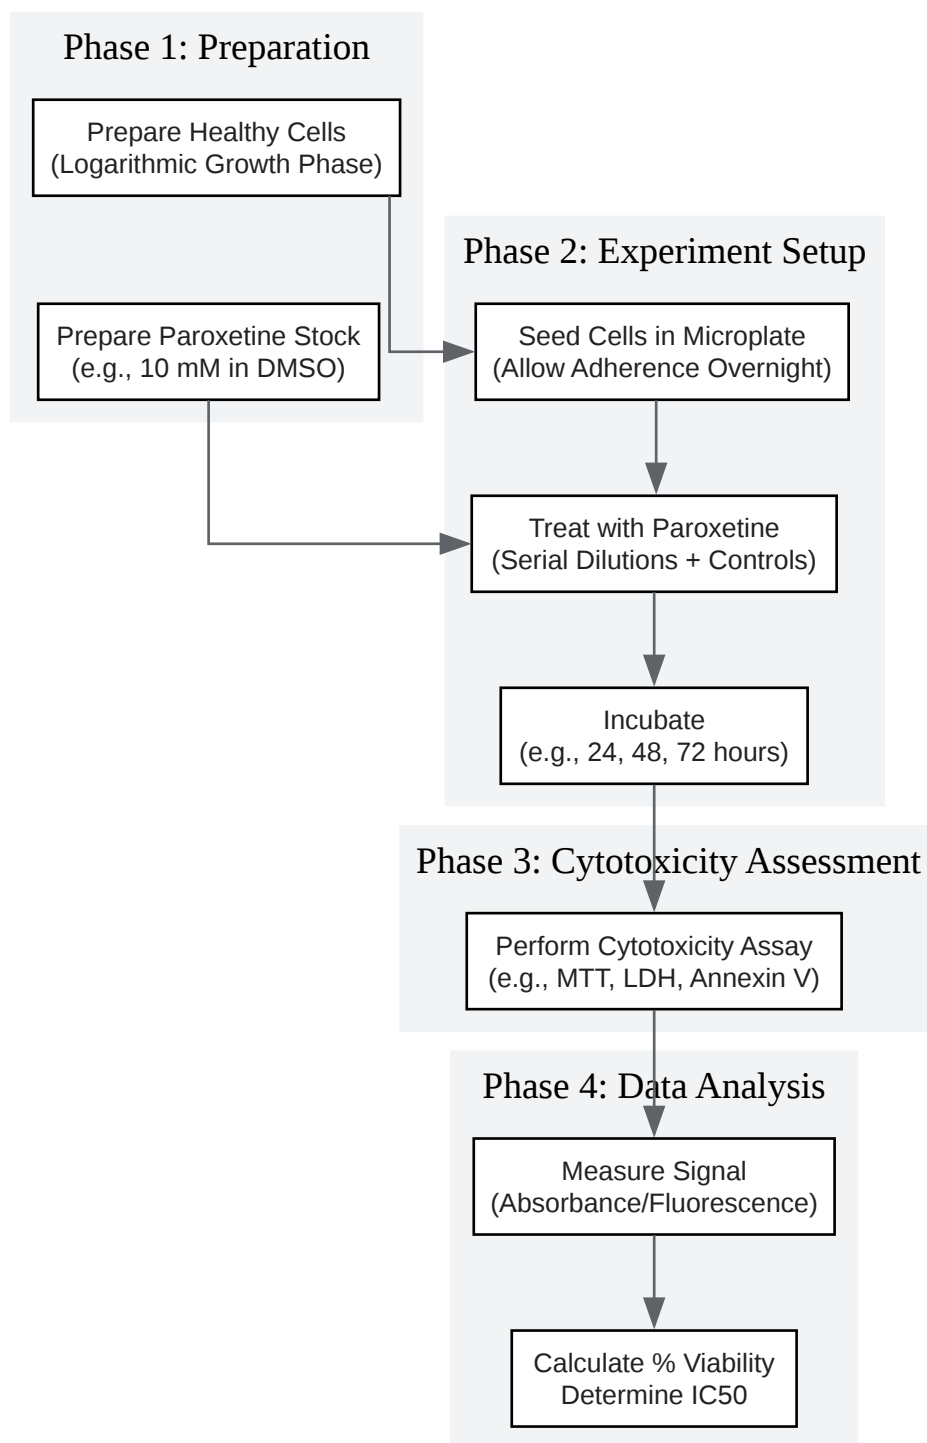 Phase 1: Preparation
Prepare Healthy Cells
(Logarithmic Growth Phase)
Prepare Paroxetine Stock
(e.g., 10 mM in DMSO)
Phase 2: Experiment Setup
Seed Cells in Microplate
(Allow Adherence Overnight)
Treat with Paroxetine
(Serial Dilutions + Controls)
Incubate
(e.g., 24, 48, 72 hours)
Phase 3: Cytotoxicity Assessment
Perform Cytotoxicity Assay
(e.g., MTT, LDH, Annexin V)
Phase 4: Data Analysis
Measure Signal
(Absorbance/Fluorescence)
Calculate % Viability
Determine IC50